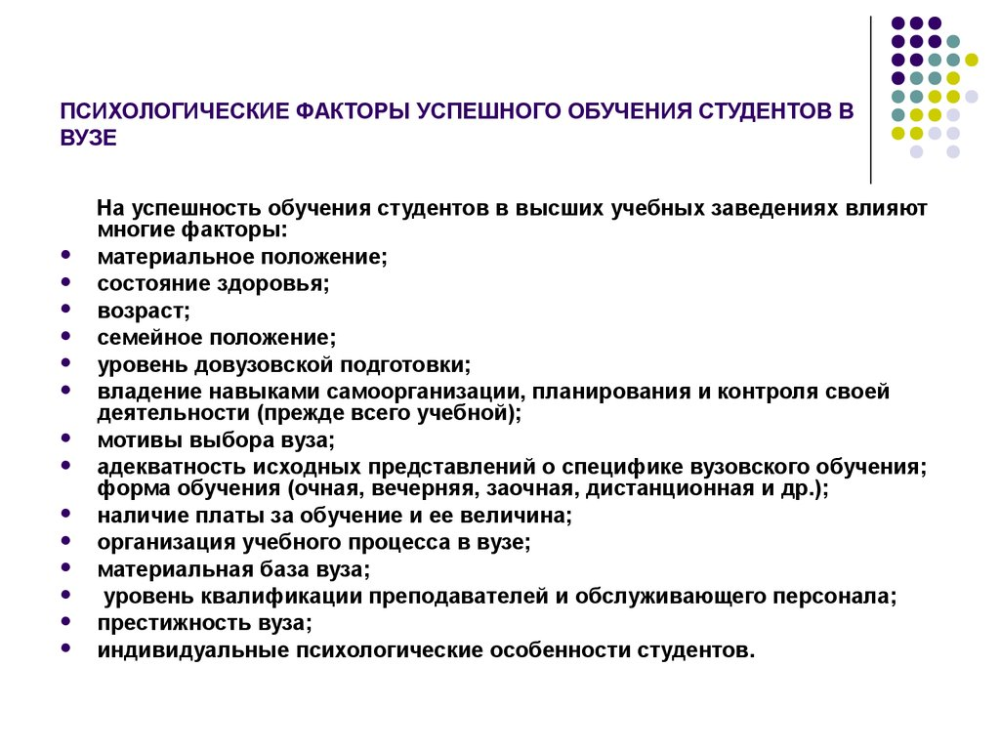 ПСИХОЛОГИЧЕСКИЕ ФАКТОРЫ УСПЕШНОГО ОБУЧЕНИЯ СТУДЕНТОВ В
ВУЗЕ
На успешность обучения студентов в высших учебных заведениях влияют
многие факторы:
• материальное положение;
• состояние здоровья;
• возраст;
• семейное положение;
• уровень довузовской подготовки;
• владение навыками самоорганизации, планирования и контроля своей
деятельности (прежде всего учебной);
• мотивы выбора вуза;
• адекватность исходных представлений о специфике вузовского обучения;
форма обучения (очная, вечерняя, заочная, дистанционная и др.);
• наличие платы за обучение и ее величина;
• организация учебного процесса в вузе;
• материальная база вуза;
• уровень квалификации преподавателей и обслуживающего персонала;
• престижность вуза;
• индивидуальные психологические особенности студентов.